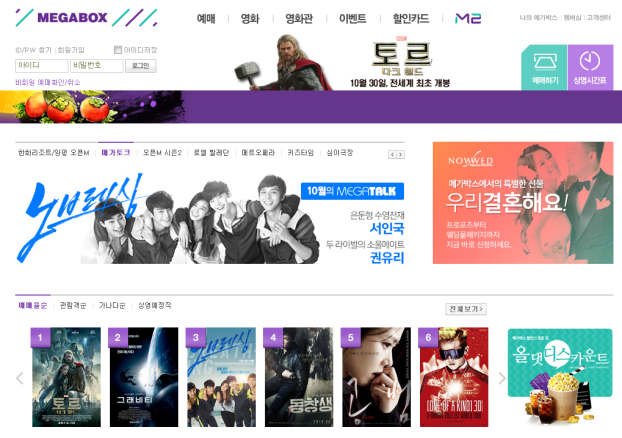 MEGABOX
예매 영화 영화관 이벤트 할인카드 M2
나의 메가박스 멤버십 고객센터
ID/PW 찾기 회원가입 아이디저장
아이디 비밀번호 로그인
비회원 예매확인/취소
MARVEL
토르
다크 월드
10월 30일, 전세계 최초 개봉
예매하기 상영시간표
한화리조트/양평 오픈M 메가토크 오픈M 시즌2 로열 발레단 메트오페라 키즈타임 심야극장
노브레싱
10월의 MEGATALK
은둔형 수영천재
서인국
두 라이벌의 소울메이트
권유리
NOWWED
메가박스에서의 특별한 선물
우리결혼해요!
프로포즈부터
웨딩패키지까지
지금 바로 신청하세요.
예매율순 관람객순 가나다순 상영예정작
전체보기>
1 2 3 4 5 6
토르
다크 월드
그래비티
노브레싱
동창생
ONE OF A KIND 3D
올댓디스카운트